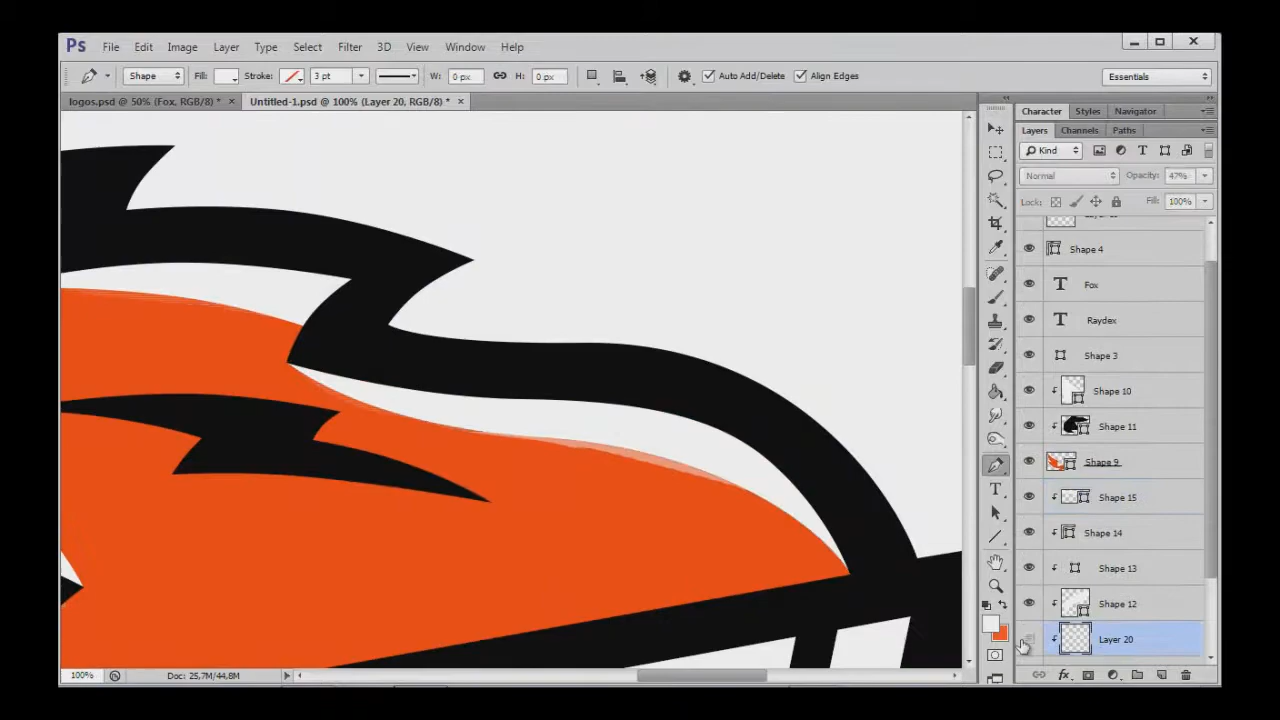 Ps File Edit Image Layer Type Select Filter 3D View Window Help
Shape Fill: Stroke: 3 pt W: 0 px H: 0 px Auto Add/Delete Align Edges Essentials
logos.psd @ 50% (Fox, RGB/8) * × Untitled-1.psd @ 100% (Layer 20, RGB/8) * ×
Character Styles Navigator
Layers Channels Paths
Kind
Normal Opacity: 47%
Lock: Fill: 100%
Shape 4
Fox
Raydex
Shape 3
Shape 10
Shape 11
Shape 9
Shape 15
Shape 14
Shape 13
Shape 12
Layer 20
100% Doc: 25,7M/44,8M